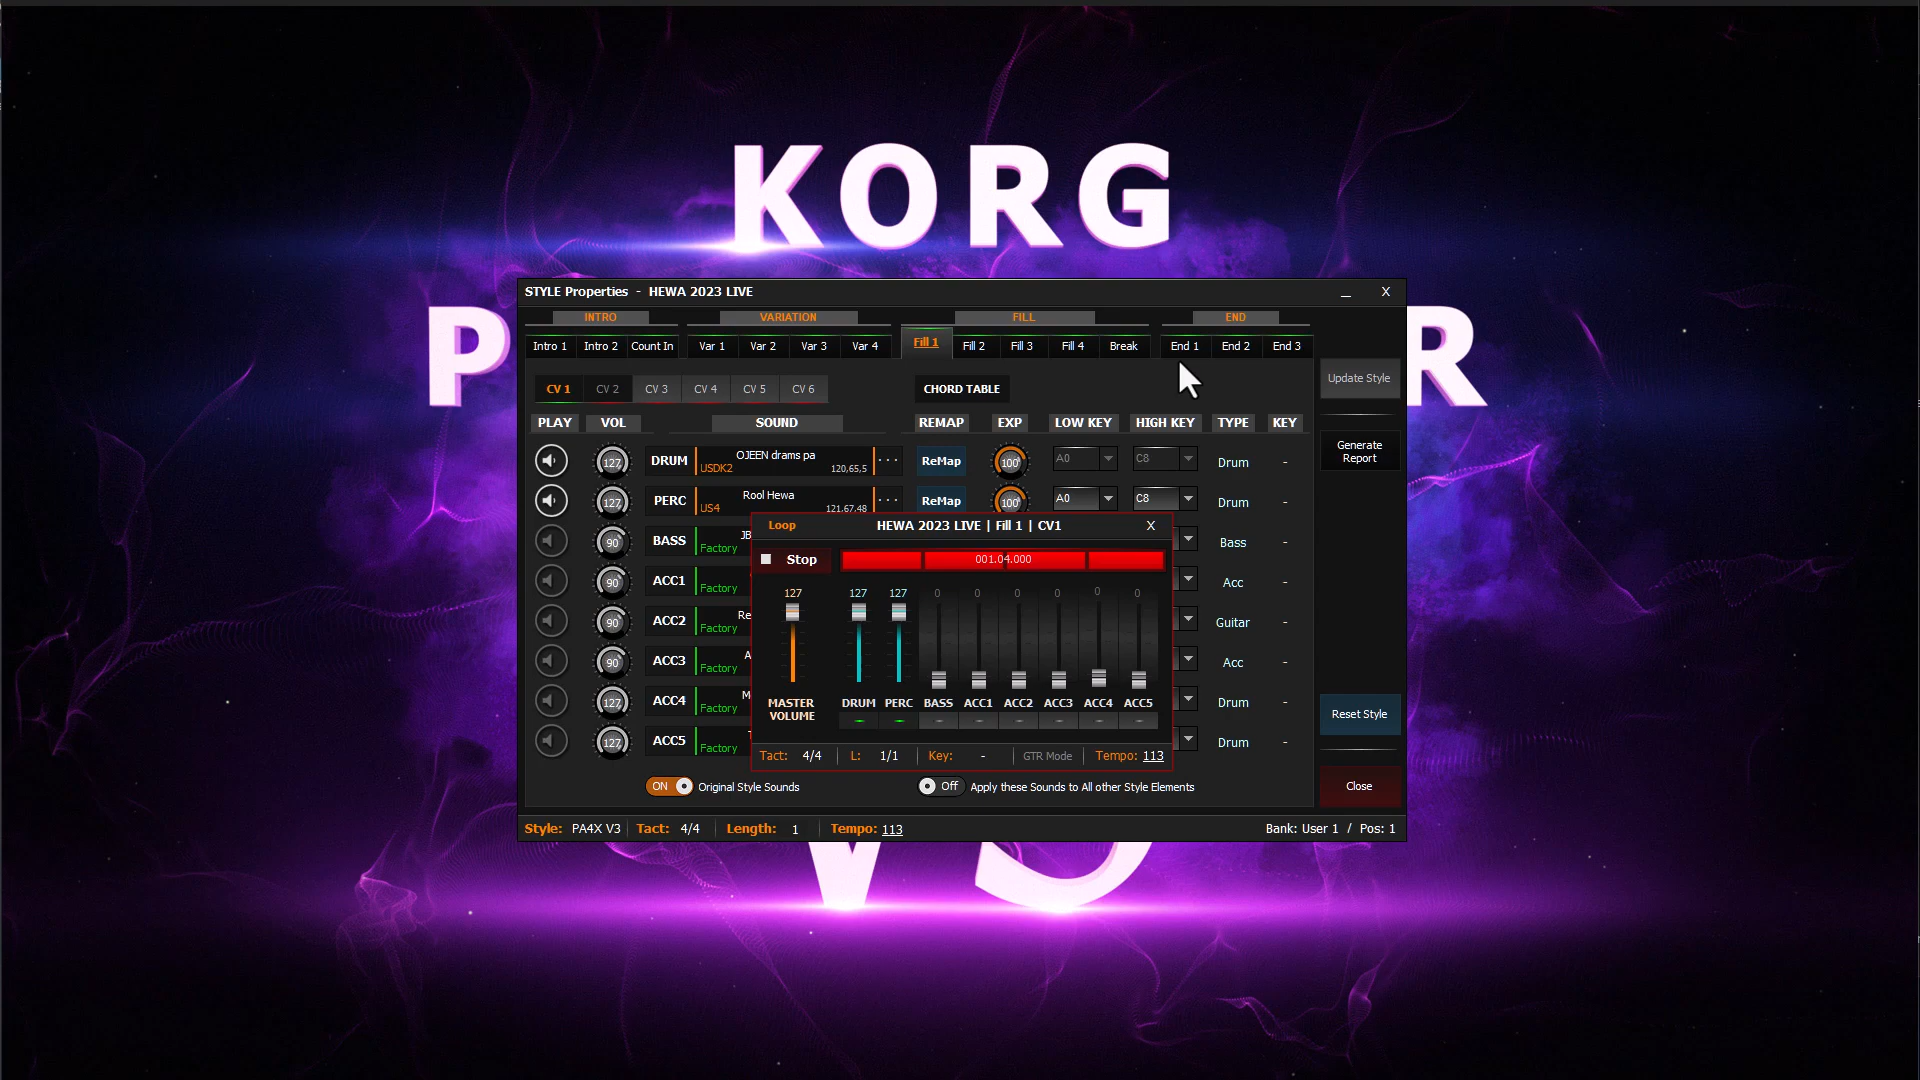 KORG
P
R
V3
STYLE Properties - HEWA 2023 LIVE
_ X
INTRO VARIATION FILL END
Intro 1 Intro 2 Count In Var 1 Var 2 Var 3 Var 4 Fill 1 Fill 2 Fill 3 Fill 4 Break End 1 End 2 End 3
CV 1 CV 2 CV 3 CV 4 CV 5 CV 6 CHORD TABLE
Update Style
PLAY VOL SOUND REMAP EXP LOW KEY HIGH KEY TYPE KEY
Generate
Report
127 DRUM OJEEN drams pa ... ReMap 100 A0 C8 Drum -
USDK2 120,65,5
127 PERC Rool Hewa ... ReMap 100 A0 C8 Drum -
US4 121,67,48
90 BASS JB Bass -
Factory
90 ACC1 Acc -
Factory
90 ACC2 Re Guitar -
Factory
90 ACC3 A Acc -
Factory
127 ACC4 M Drum -
Factory
127 ACC5 Drum -
Factory
Loop HEWA 2023 LIVE | Fill 1 | CV1 X
Stop 001.04.000
127 127 127 0 0 0 0 0 0
MASTER
VOLUME
DRUM PERC BASS ACC1 ACC2 ACC3 ACC4 ACC5
Tact: 4/4 L: 1/1 Key: - GTR Mode Tempo: 113
Reset Style
Close
ON Original Style Sounds Off Apply these Sounds to All other Style Elements
Style: PA4X V3 Tact: 4/4 Length: 1 Tempo: 113 Bank: User 1 / Pos: 1